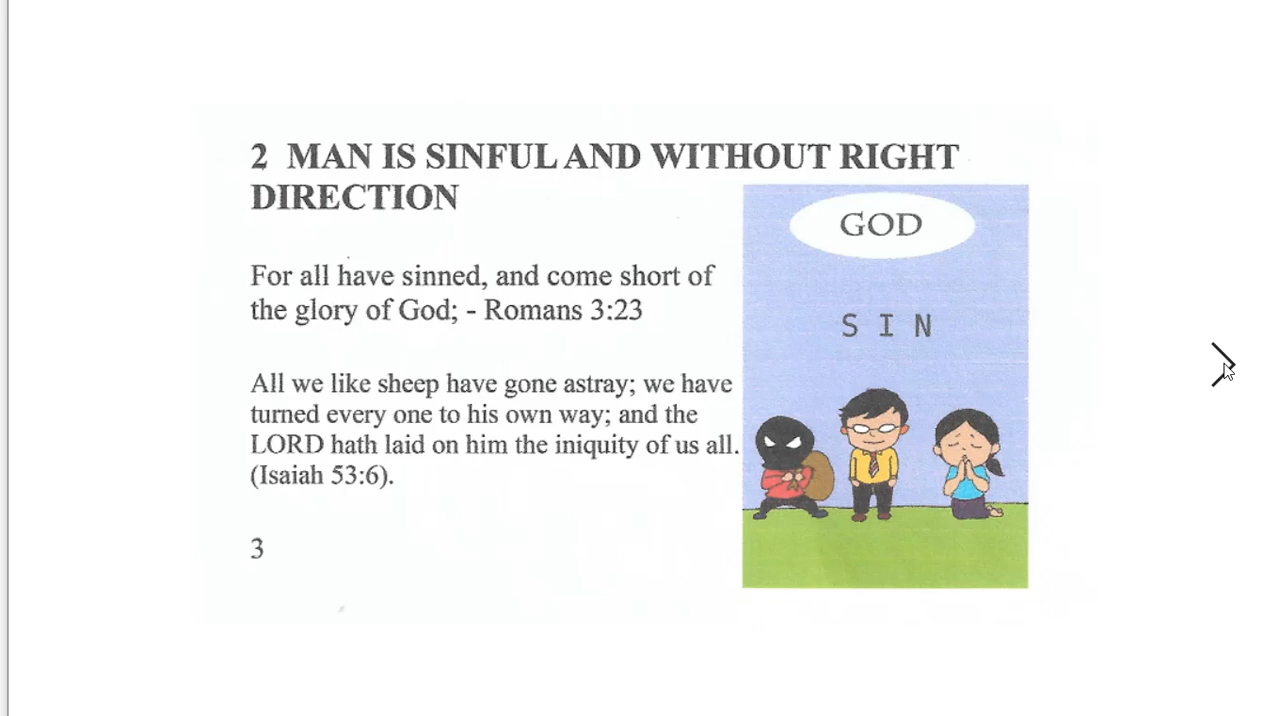 2 MAN IS SINFUL AND WITHOUT RIGHT
DIRECTION
For all have sinned, and come short of
the glory of God; - Romans 3:23
All we like sheep have gone astray; we have
turned every one to his own way; and the
LORD hath laid on him the iniquity of us all.
(Isaiah 53:6).
3
GOD
S I N